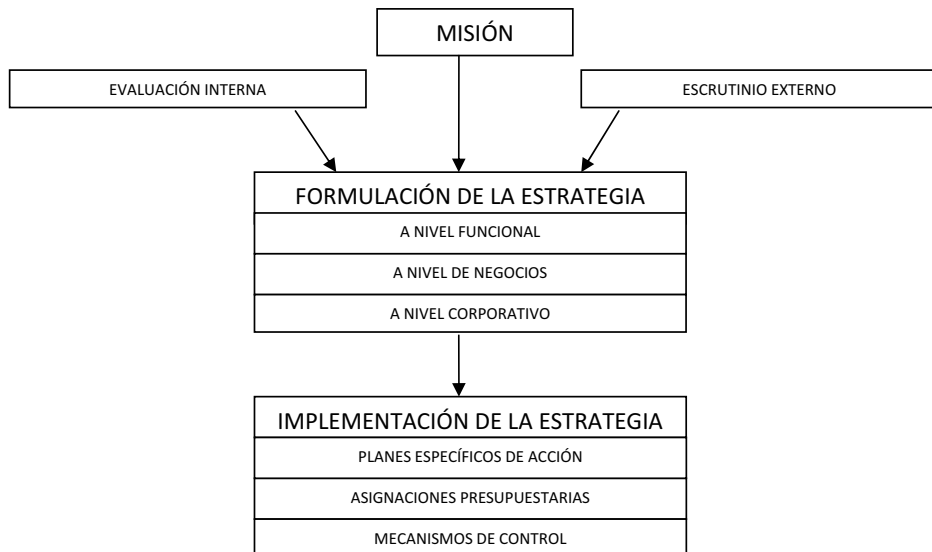 MISIÓN
EVALUACIÓN INTERNA
ESCRUTINIO EXTERNO
FORMULACIÓN DE LA ESTRATEGIA
A NIVEL FUNCIONAL
A NIVEL DE NEGOCIOS
A NIVEL CORPORATIVO
IMPLEMENTACIÓN DE LA ESTRATEGIA
PLANES ESPECÍFICOS DE ACCIÓN
ASIGNACIONES PRESUPUESTARIAS
MECANISMOS DE CONTROL